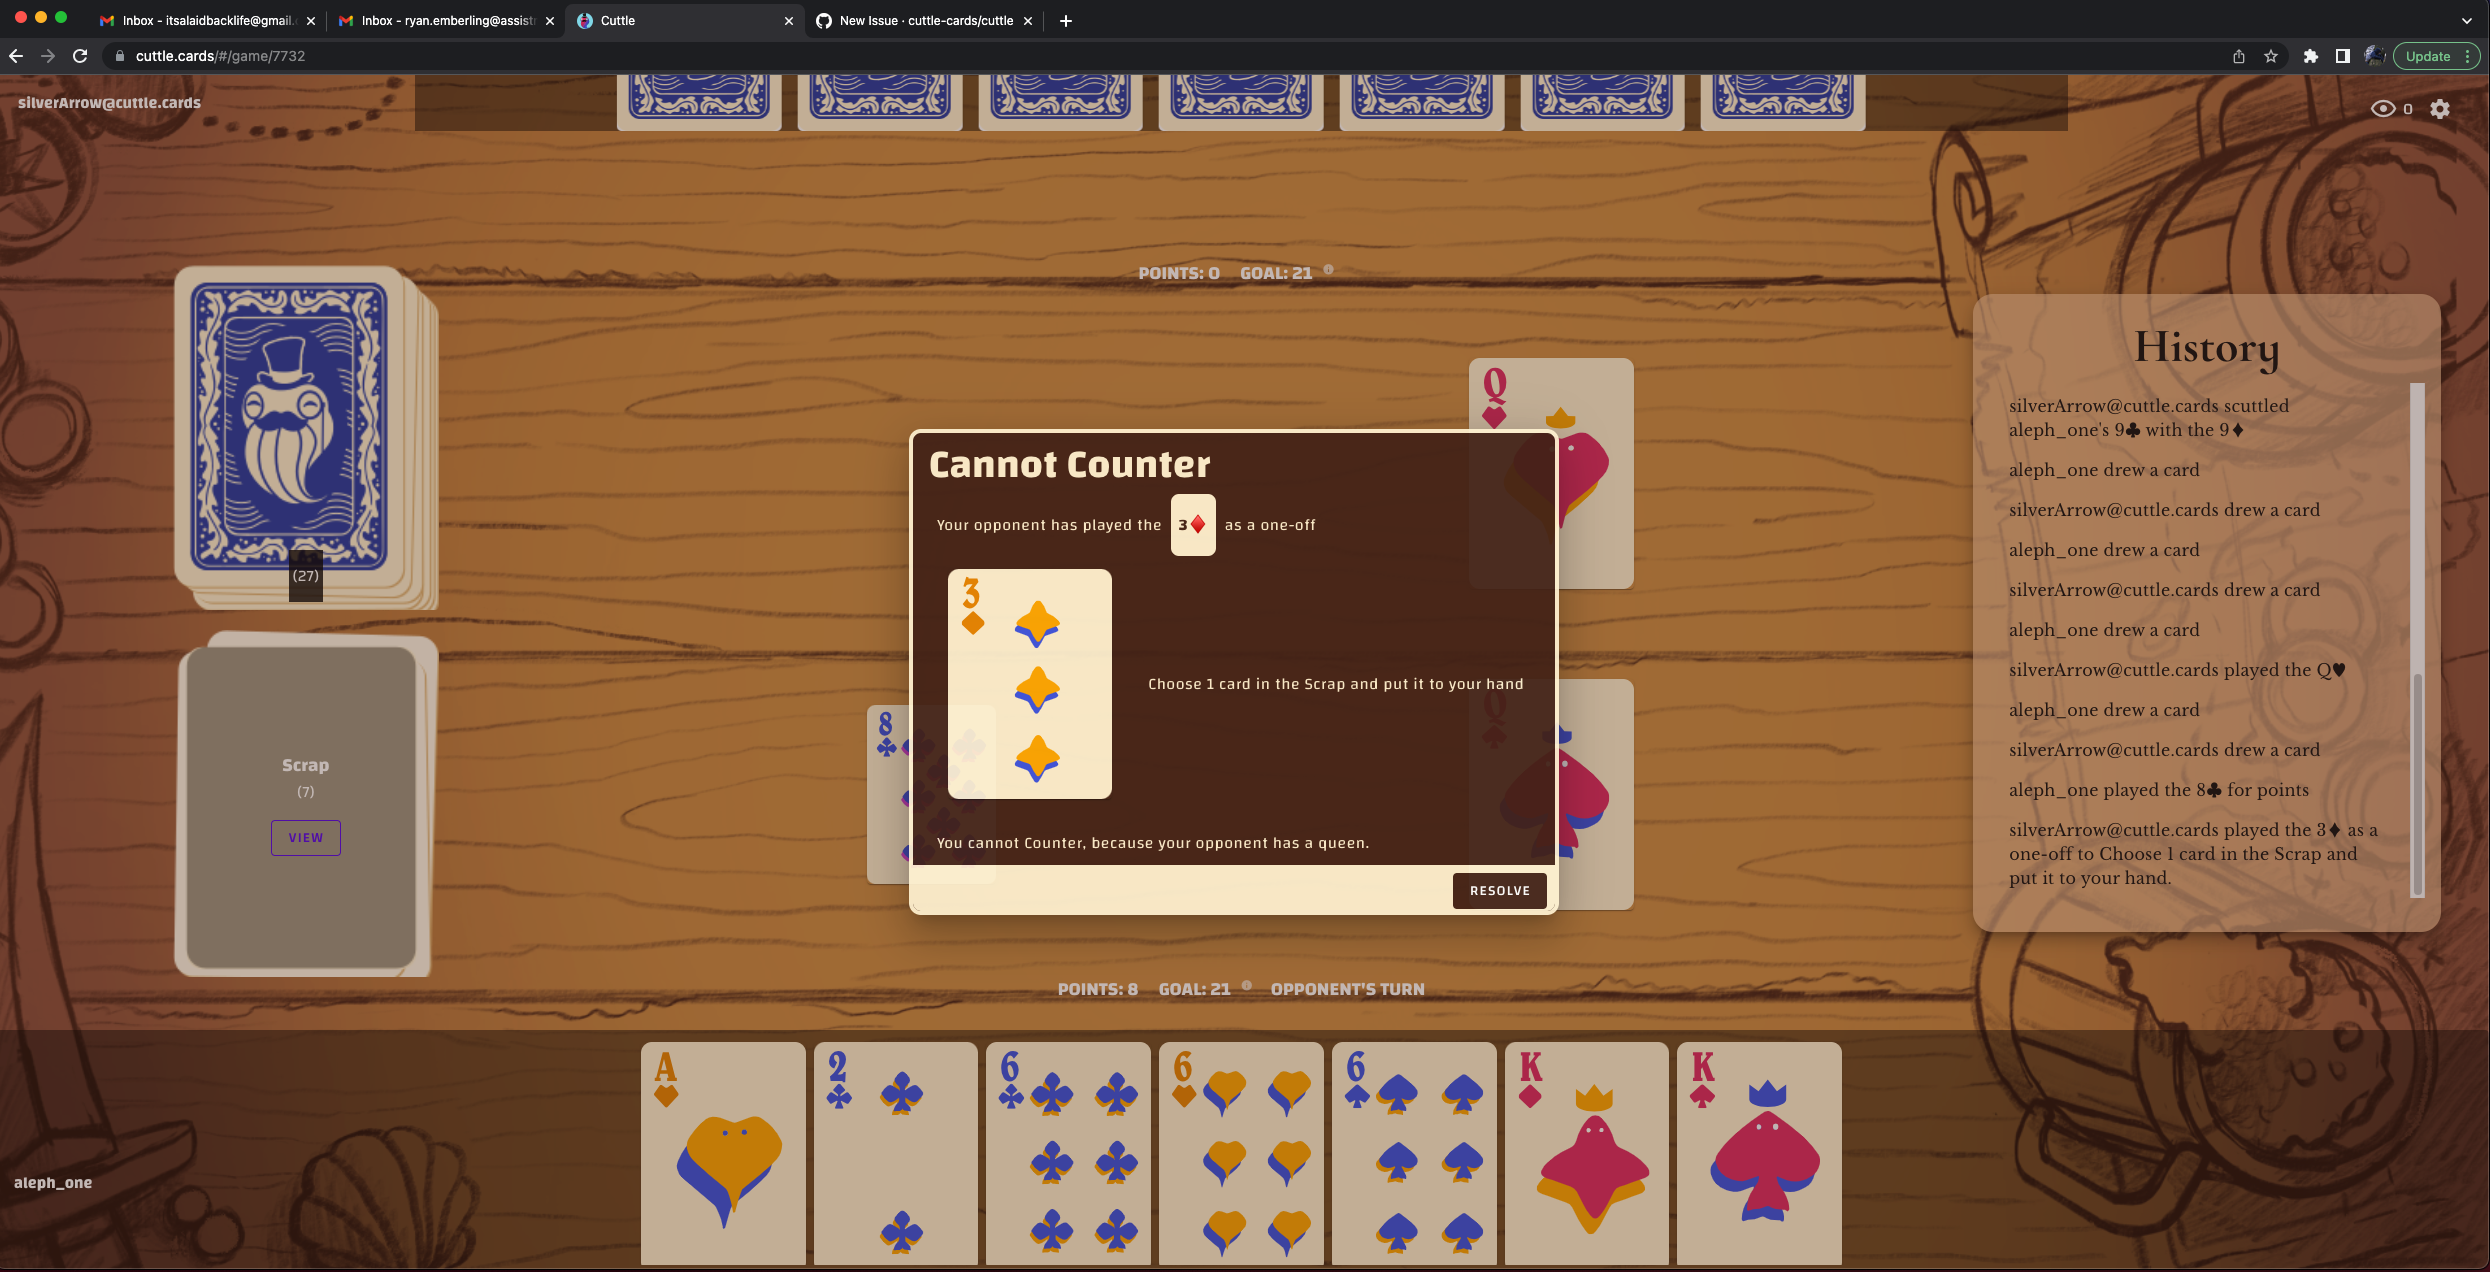 Inbox - itsalaidbacklife@gmail.
Inbox - ryan.emberling@assist
Cuttle
New Issue · cuttle-cards/cuttle
cuttle.cards/#/game/7732
Update
silverArrow@cuttle.cards
0
POINTS: 0 GOAL: 21
(27)
Scrap
(7)
VIEW
Q
Q
8
Cannot Counter
Your opponent has played the 3♦ as a one-off
3
Choose 1 card in the Scrap and put it to your hand
You cannot Counter, because your opponent has a queen.
RESOLVE
History
silverArrow@cuttle.cards scuttled
aleph_one's 9♣ with the 9♦
aleph_one drew a card
silverArrow@cuttle.cards drew a card
aleph_one drew a card
silverArrow@cuttle.cards drew a card
aleph_one drew a card
silverArrow@cuttle.cards played the Q♥
aleph_one drew a card
silverArrow@cuttle.cards drew a card
aleph_one played the 8♣ for points
silverArrow@cuttle.cards played the 3♦ as a
one-off to Choose 1 card in the Scrap and
put it to your hand.
POINTS: 8 GOAL: 21 OPPONENT'S TURN
A 2 6 6 6 K K
aleph_one